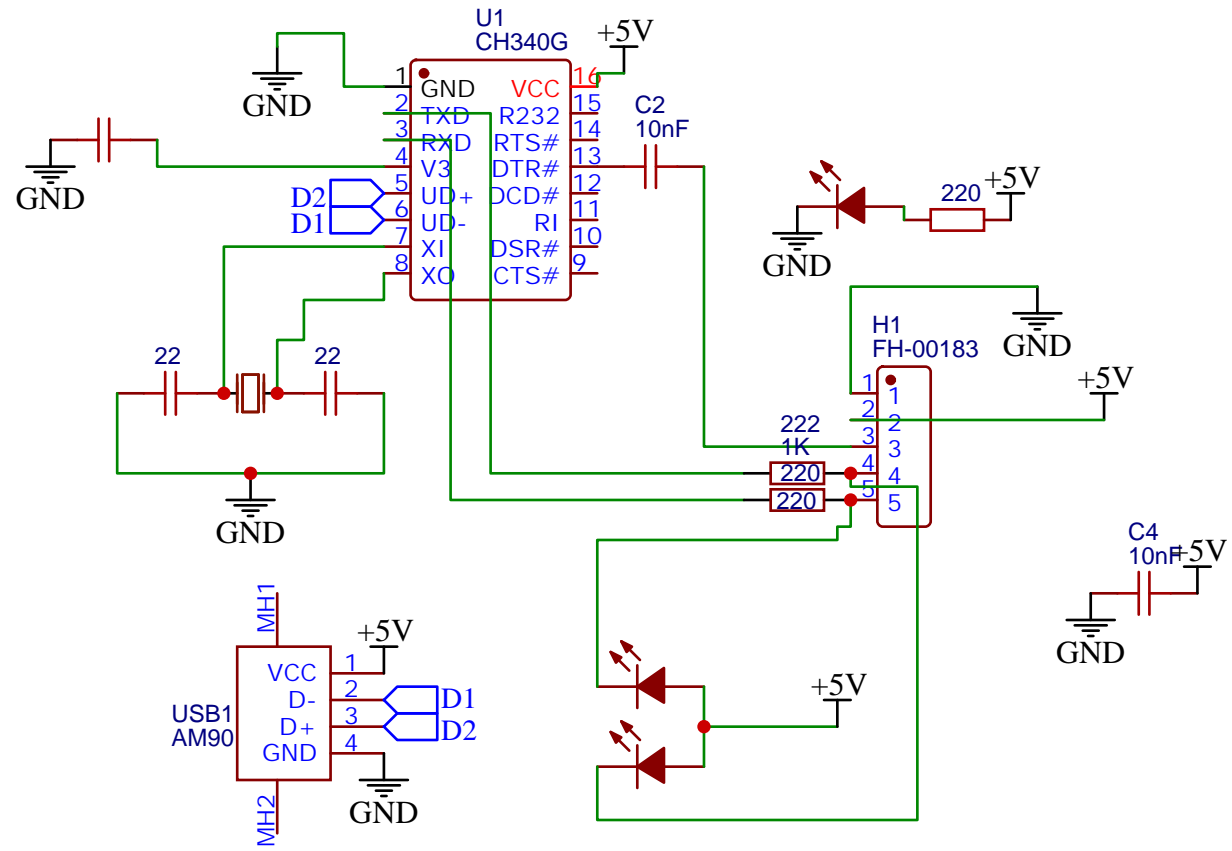 U1
CH340G
+5V
GND
1
GND
2
TXD
3
RXD
4
V3
5
UD+
6
UD-
7
XI
8
XO
16
VCC
15
R232
14
RTS#
13
DTR#
12
DCD#
11
RI
10
DSR#
9
CTS#
GND
D2
D1
C2
10nF
220
+5V
GND
22
22
GND
H1
FH-00183
GND
+5V
1
1
2
2
3
3
4
4
5
5
222
1K
220
220
C4
10nF
+5V
GND
MH1
USB1
AM90
VCC
1
D-
2
D+
3
GND
4
MH2
+5V
D1
D2
GND
+5V